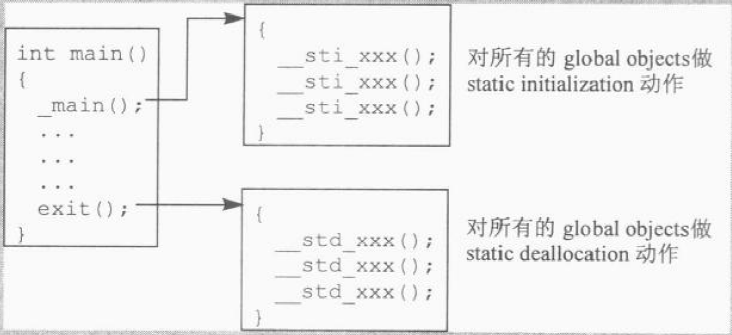 int main()
{
_main();
...
...
...
exit();
}
{
__sti_xxx();
__sti_xxx();
__sti_xxx();
}
对所有的 global objects做
static initialization 动作
{
__std_xxx();
__std_xxx();
__std_xxx();
}
对所有的 global objects做
static deallocation 动作